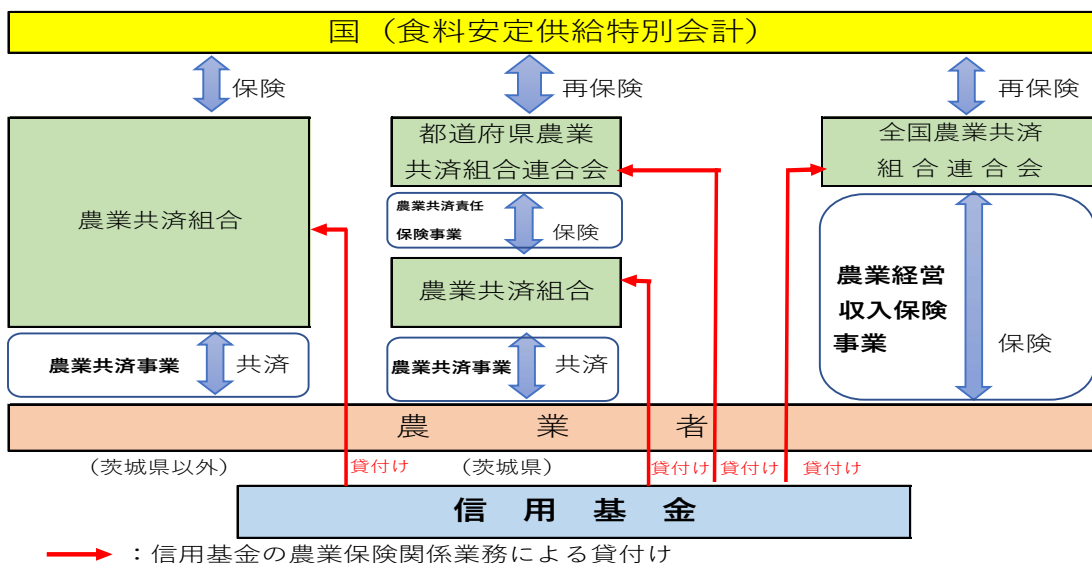 国（食料安定供給特別会計）
保険
再保険
再保険
農業共済組合
都道府県農業
共済組合連合会
全国農業共済
組合連合会
農業共済責任
保険事業
保険
農業共済組合
農業経営
収入保険
事業
保険
農業共済事業
共済
農業共済事業
共済
農業者
(茨城県以外)
貸付け
(茨城県)
貸付け
貸付け
貸付け
信用基金
：信用基金の農業保険関係業務による貸付け